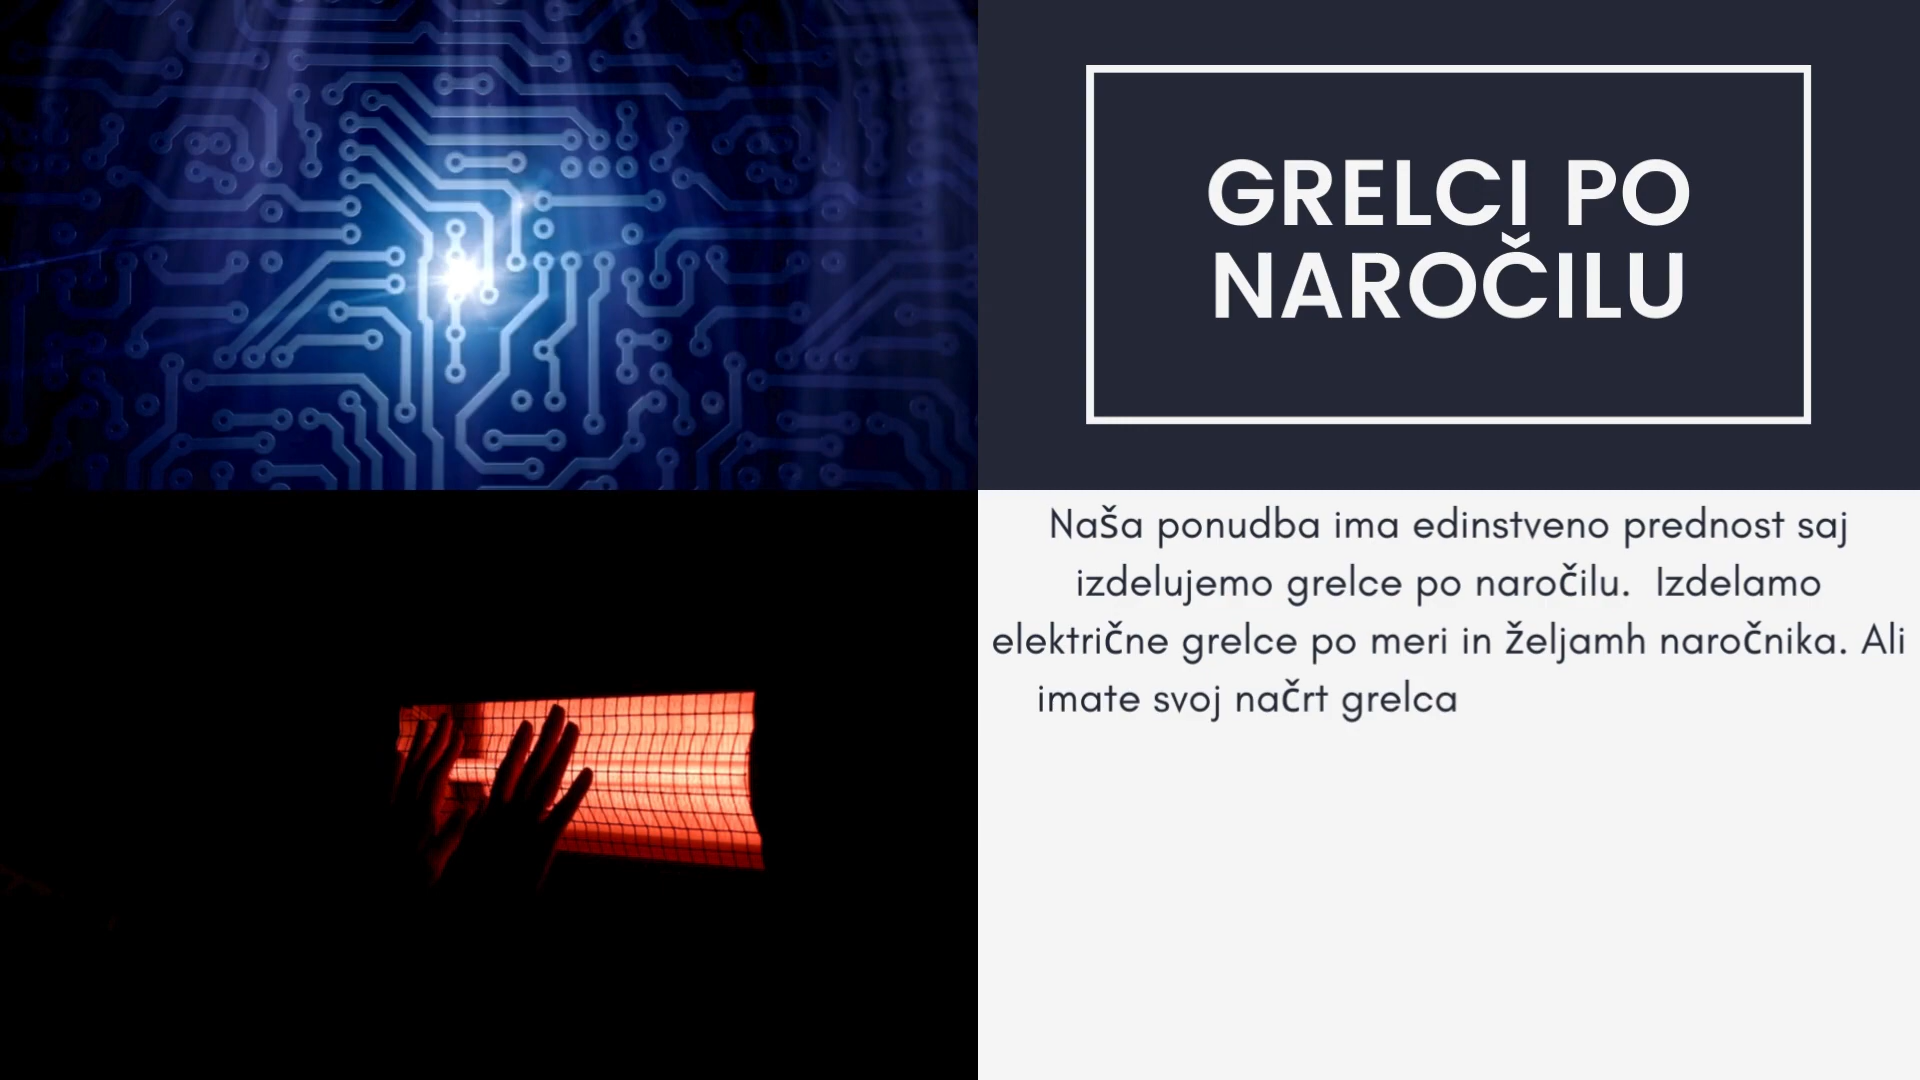 GRELCI PO
NAROČILU
Naša ponudba ima edinstveno prednost saj
izdelujemo grelce po naročilu.  Izdelamo
električne grelce po meri in željamh naročnika. Ali
imate svoj načrt grelca